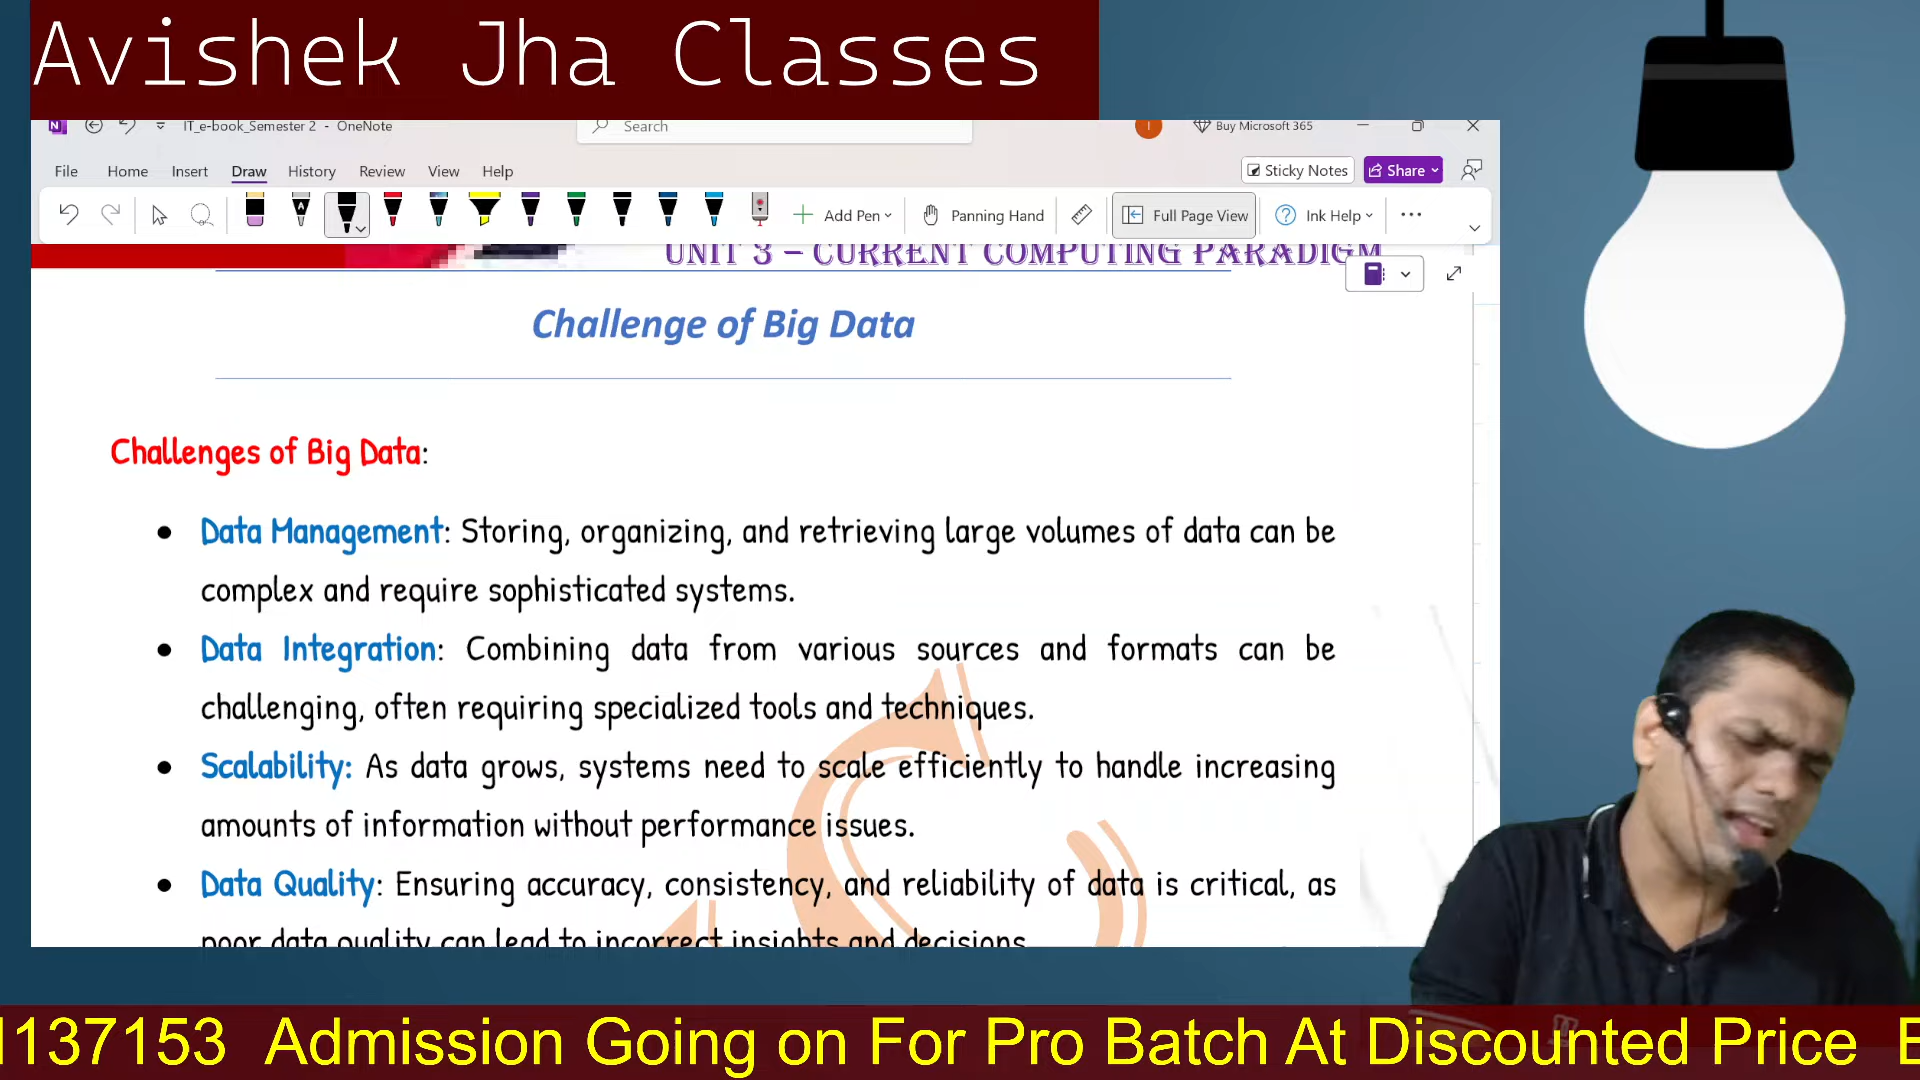 Avishek Jha Classes
IT_e-book_Semester 2 - OneNote
Search
Buy Microsoft 365
File Home Insert Draw History Review View Help
Sticky Notes
Share
Add Pen
Panning Hand
Full Page View
Ink Help
UNIT 3 – CURRENT COMPUTING PARADIGM
Challenge of Big Data
Challenges of Big Data:
• Data Management: Storing, organizing, and retrieving large volumes of data can be
complex and require sophisticated systems.
• Data Integration: Combining data from various sources and formats can be
challenging, often requiring specialized tools and techniques.
• Scalability: As data grows, systems need to scale efficiently to handle increasing
amounts of information without performance issues.
• Data Quality: Ensuring accuracy, consistency, and reliability of data is critical, as
poor data quality can lead to incorrect insights and decisions.
1137153 Admission Going on For Pro Batch At Discounted Price